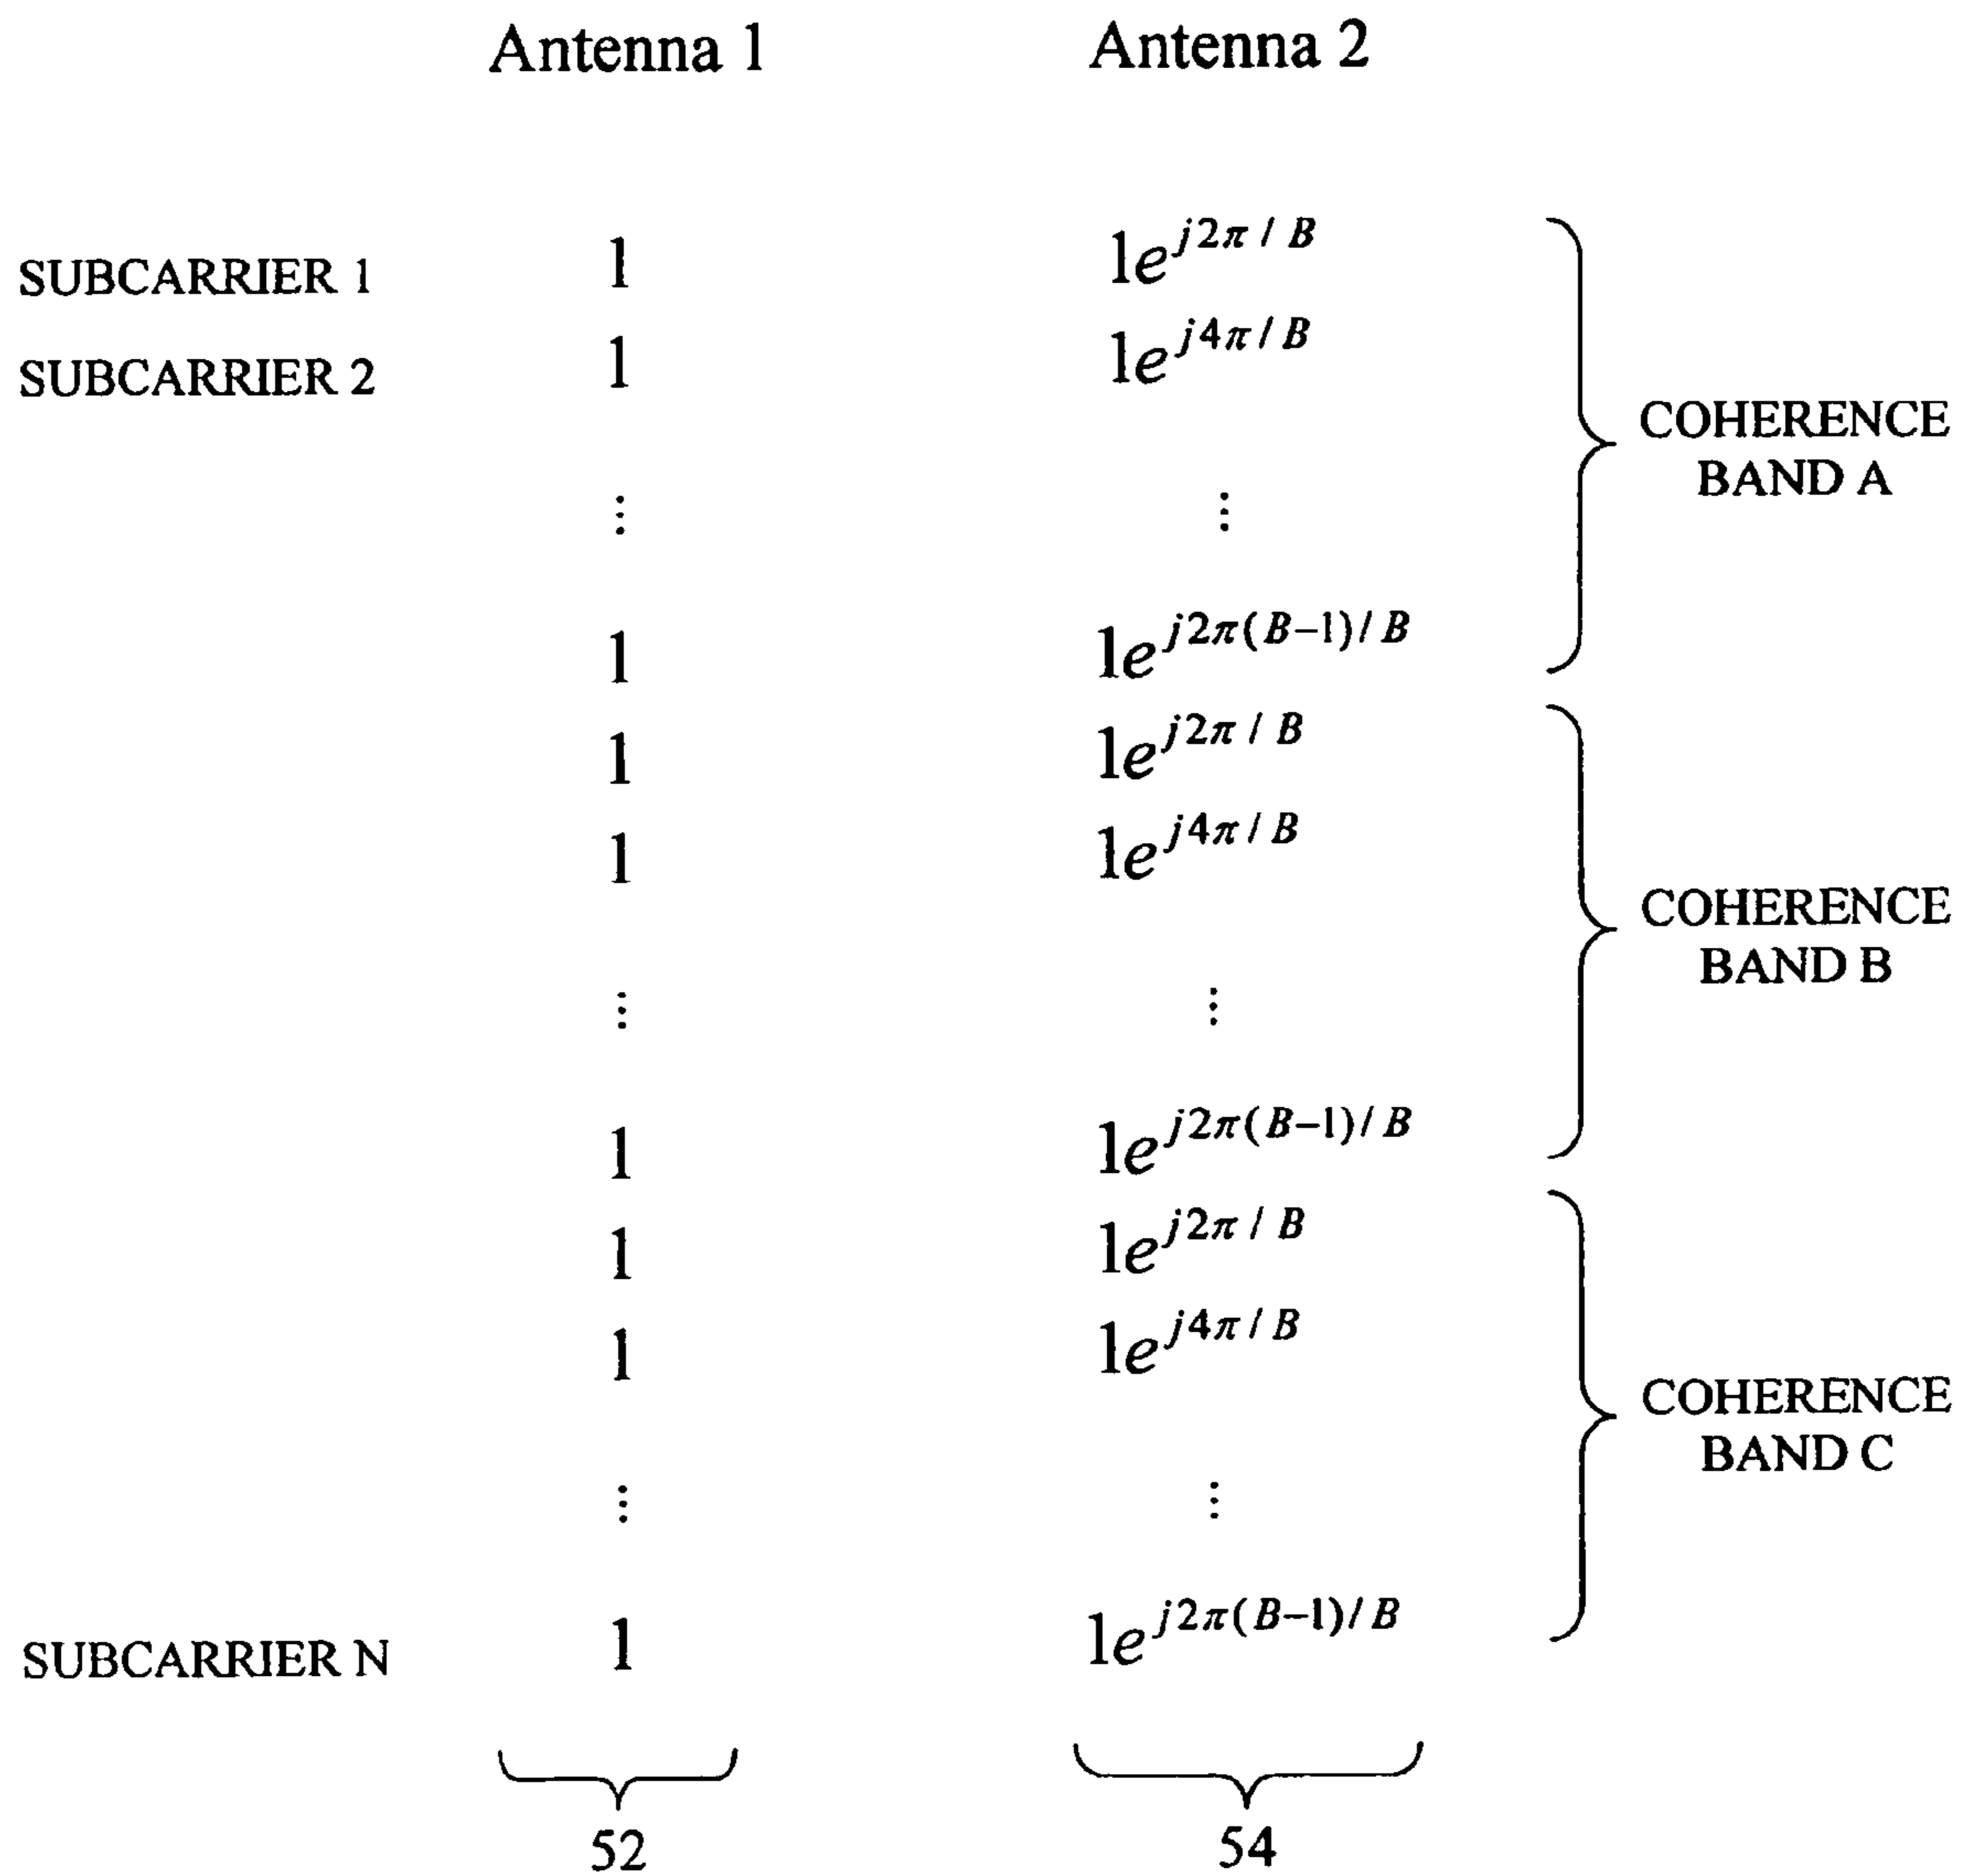 Antenna 1 Antenna 2
SUBCARRIER 1 1 1e^{j2π / B}
SUBCARRIER 2 1 1e^{j4π / B}
COHERENCE
BAND A
⋮ ⋮
1 1e^{j2π(B–1) / B}
1 1e^{j2π / B}
1 1e^{j4π / B}
COHERENCE
BAND B
⋮ ⋮
1 1e^{j2π(B–1) / B}
1 1e^{j2π / B}
1 1e^{j4π / B}
COHERENCE
BAND C
⋮ ⋮
SUBCARRIER N 1 1e^{j2π(B–1) / B}
52 54